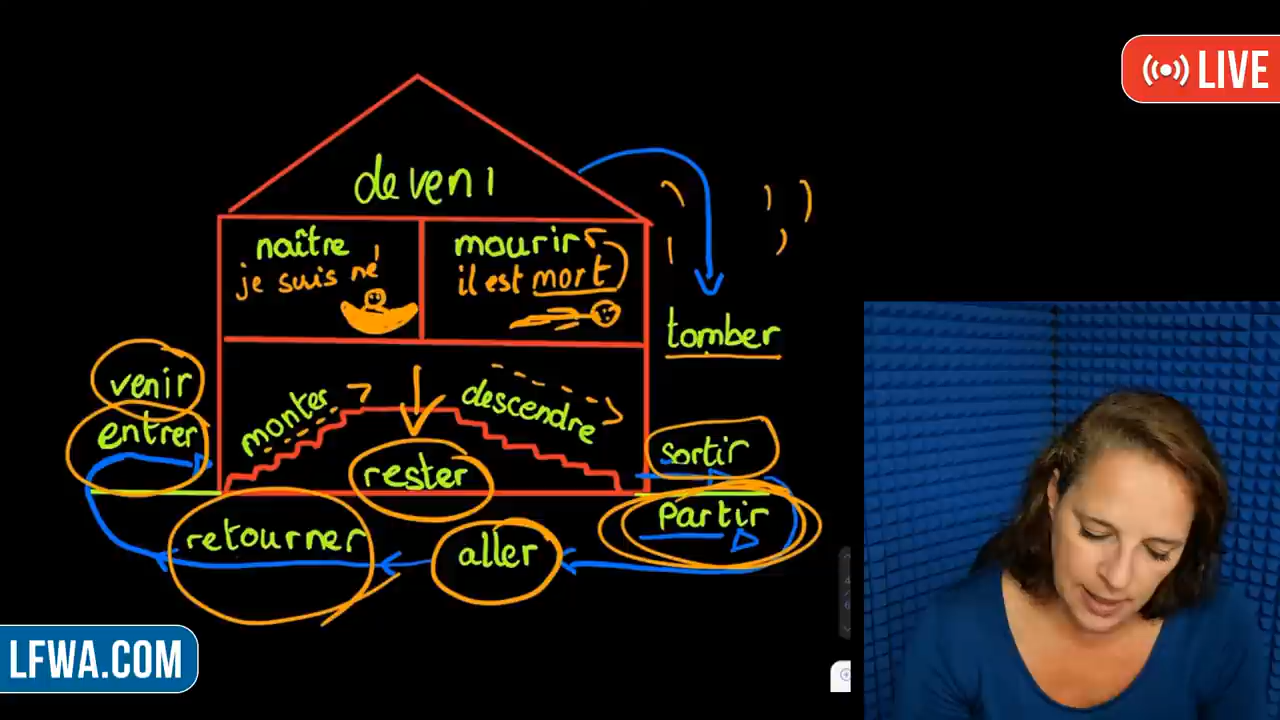 LIVE
deveni
naître
je suis né
mourir
il est mort
tomber
venir
entrer
monter
descendre
rester
sortir
partir
retourner
aller
LFWA.COM